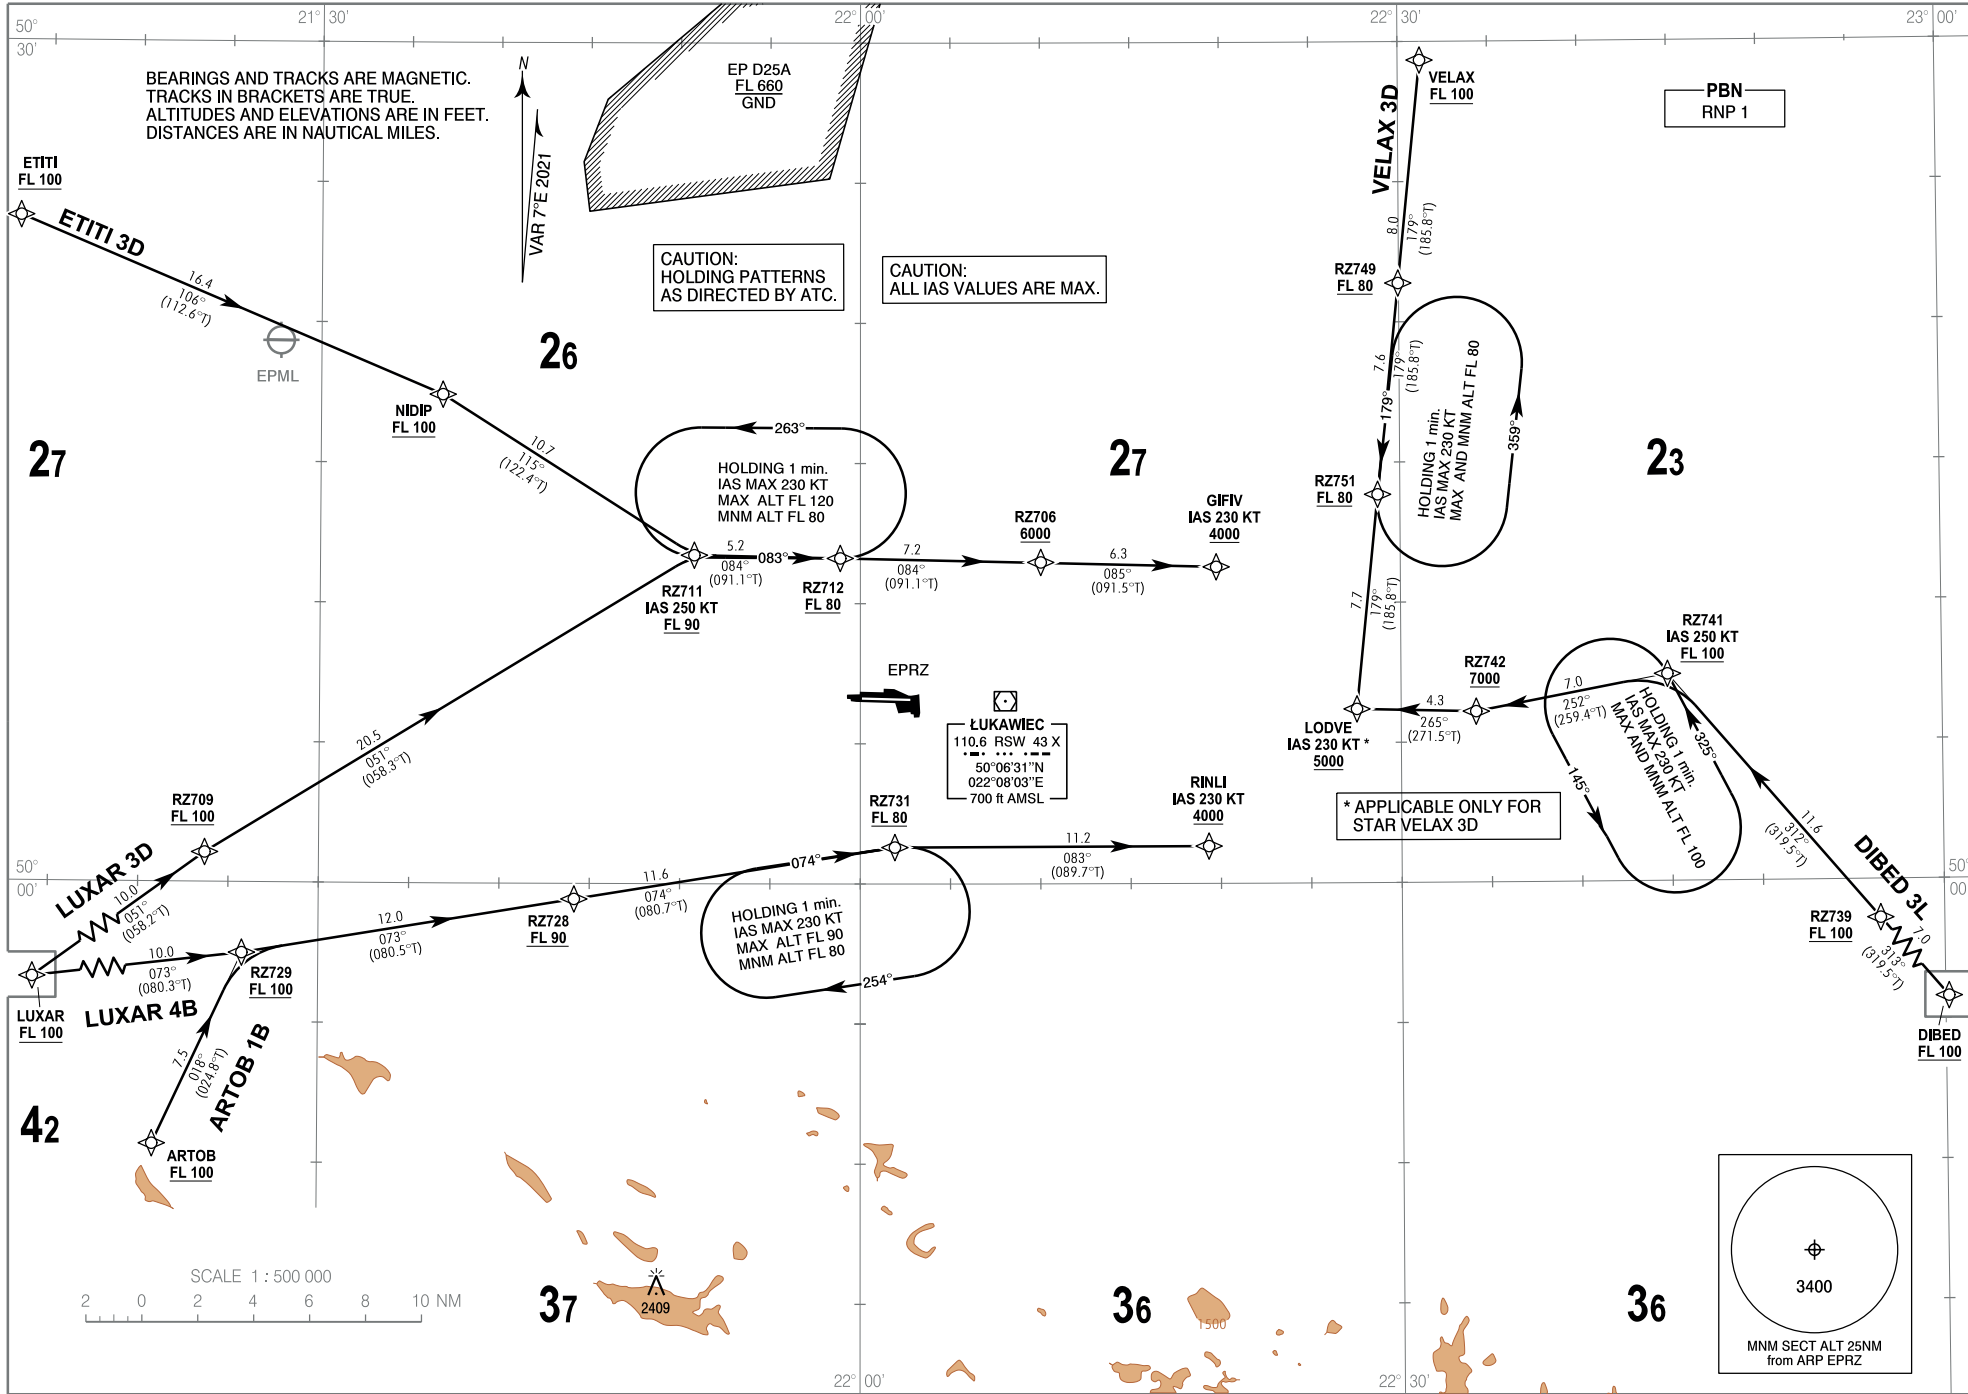 50°
30'
21° 30'
22° 00'
22° 30'
23° 00'
BEARINGS AND TRACKS ARE MAGNETIC.
TRACKS IN BRACKETS ARE TRUE.
ALTITUDES AND ELEVATIONS ARE IN FEET.
DISTANCES ARE IN NAUTICAL MILES.
N
VAR 7°E 2021
EP D25A
FL 660
GND
VELAX
FL 100
VELAX 3D
PBN
RNP 1
ETITI
FL 100
ETITI 3D
16.4
106°
(112.6°T)
EPML
8.0
179°
(185.8°T)
CAUTION:
HOLDING PATTERNS
AS DIRECTED BY ATC.
CAUTION:
ALL IAS VALUES ARE MAX.
RZ749
FL 80
26
7.6
179°
(185.8°T)
179°
HOLDING 1 min.
IAS MAX 230 KT
MAX AND MNM ALT FL 80
359°
NIDIP
FL 100
10.7
115°
(122.4°T)
263°
HOLDING 1 min.
IAS MAX 230 KT
MAX ALT FL 120
MNM ALT FL 80
27
27
23
RZ751
FL 80
GIFIV
IAS 230 KT
4000
RZ706
6000
5.2
083°
084°
(091.1°T)
7.2
084°
(091.1°T)
6.3
085°
(091.5°T)
RZ711
IAS 250 KT
FL 90
RZ712
FL 80
7.7
179°
(185.8°T)
RZ741
IAS 250 KT
FL 100
RZ742
7000
7.0
252°
(259.4°T)
4.3
265°
(271.5°T)
LODVE
IAS 230 KT *
5000
HOLDING 1 min.
IAS MAX 230 KT
MAX AND MNM ALT FL 100
325°
145°
EPRZ
ŁUKAWIEC
110.6 RSW 43 X
50°06'31"N
022°08'03"E
700 ft AMSL
20.5
051°
(058.3°T)
RZ709
FL 100
RZ731
FL 80
RINLI
IAS 230 KT
4000
* APPLICABLE ONLY FOR
STAR VELAX 3D
11.6
312°
(319.5°T)
DIBED 3L
50°
00'
50°
00'
LUXAR 3D
10.0
051°
(058.2°T)
074°
11.2
083°
(089.7°T)
11.6
074°
(080.7°T)
12.0
073°
(080.5°T)
RZ728
FL 90
HOLDING 1 min.
IAS MAX 230 KT
MAX ALT FL 90
MNM ALT FL 80
254°
RZ739
FL 100
7.0
313°
(319.5°T)
10.0
073°
(080.3°T)
RZ729
FL 100
LUXAR
FL 100
LUXAR 4B
DIBED
FL 100
7.5
018°
(024.8°T)
ARTOB 1B
ARTOB
FL 100
42
SCALE 1 : 500 000
2 0 2 4 6 8 10 NM
37
2409
36
1500
36
3400
MNM SECT ALT 25NM
from ARP EPRZ
22° 00'
22° 30'